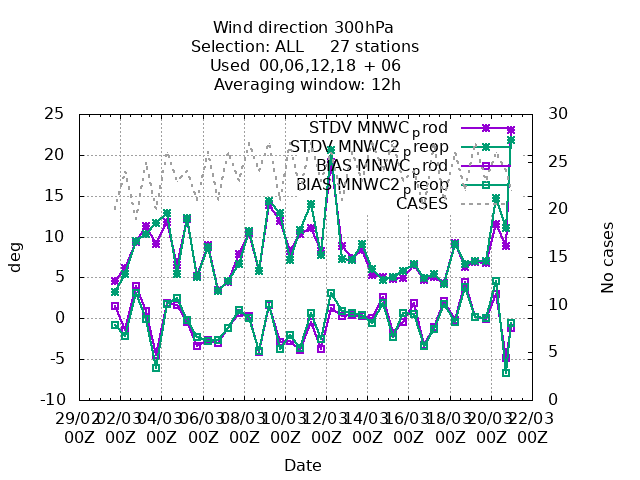 Wind direction 300hPa
Selection: ALL 27 stations
Used 00,06,12,18 + 06
Averaging window: 12h
25
20
15
10
5
0
-5
-10
deg
30
25
20
15
10
5
0
No cases
STDV MNWC_prod
STDV MNWC2_preop
BIAS MNWC_prod
BIAS MNWC2_preop
CASES
29/02 02/03 04/03 06/03 08/03 10/03 12/03 14/03 16/03 18/03 20/03 22/03
00Z 00Z 00Z 00Z 00Z 00Z 00Z 00Z 00Z 00Z 00Z 00Z
Date